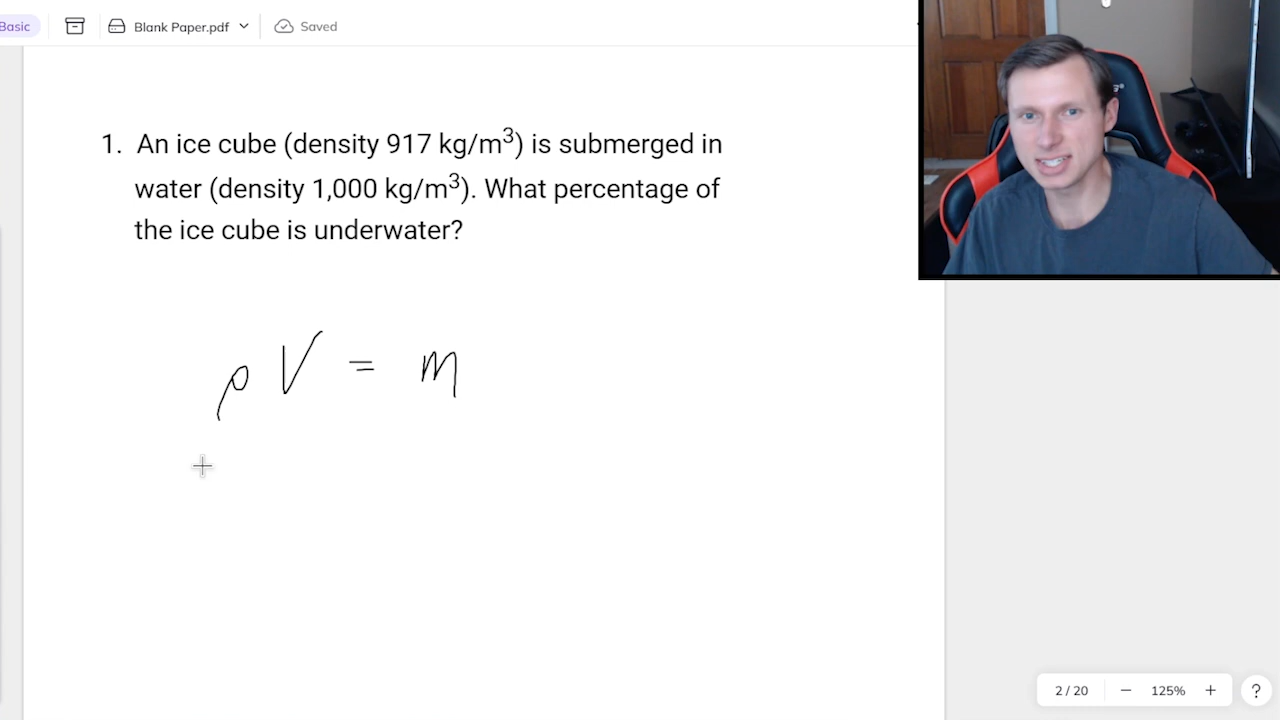 Basic Blank Paper.pdf Saved
1. An ice cube (density 917 kg/m³) is submerged in
water (density 1,000 kg/m³). What percentage of
the ice cube is underwater?
ρ V = m
2 / 20 − 125% + ?